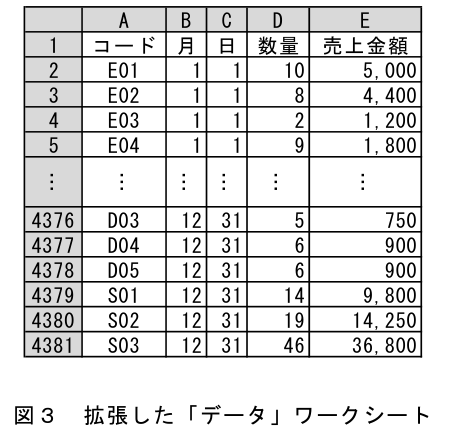 A B C D E
1 コード 月 日 数量 売上金額
2 E01 1 1 10 5,000
3 E02 1 1 8 4,400
4 E03 1 1 2 1,200
5 E04 1 1 9 1,800
⋮ ⋮ ⋮ ⋮ ⋮ ⋮
4376 D03 12 31 5 750
4377 D04 12 31 6 900
4378 D05 12 31 6 900
4379 S01 12 31 14 9,800
4380 S02 12 31 19 14,250
4381 S03 12 31 46 36,800
図3 拡張した「データ」ワークシート